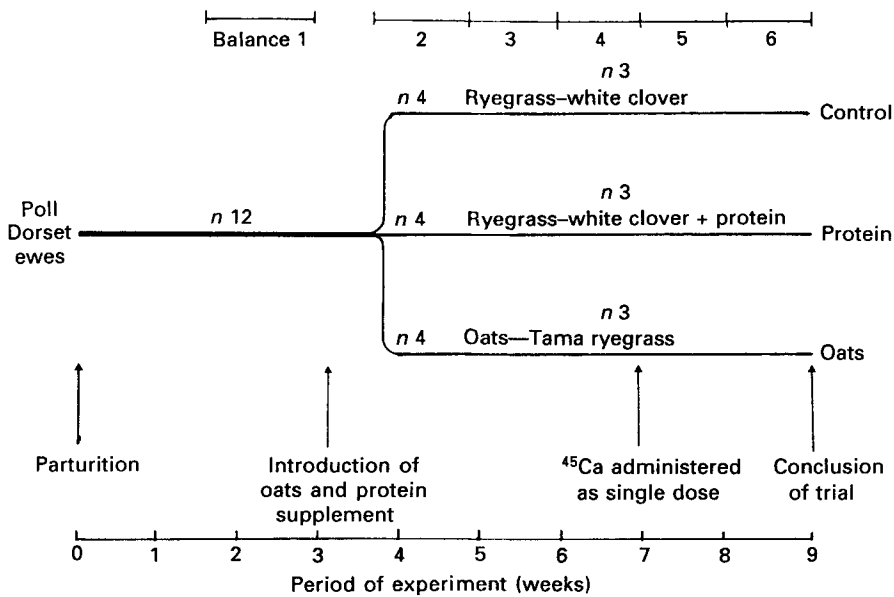 Balance 1
2 3 4 5 6
n 3
n 4 Ryegrass–white clover
Control
n 3
Poll
Dorset
ewes
n 12
n 4 Ryegrass–white clover + protein
Protein
n 3
n 4 Oats—Tama ryegrass
Oats
Parturition
Introduction of
oats and protein
supplement
⁴⁵Ca administered
as single dose
Conclusion
of trial
0 1 2 3 4 5 6 7 8 9
Period of experiment (weeks)